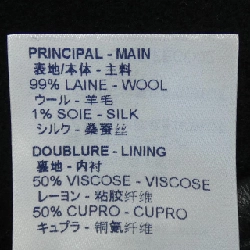 PRINCIPAL - MAIN
表地/本体 - 主料
99% LAINE - WOOL
ウール - 羊毛
1% SOIE - SILK
シルク - 桑蚕丝
DOUBLURE - LINING
裏地 - 内衬
50% VISCOSE - VISCOSE
レーヨン - 粘胶纤维
50% CUPRO - CUPRO
キュプラ - 铜氨纤维